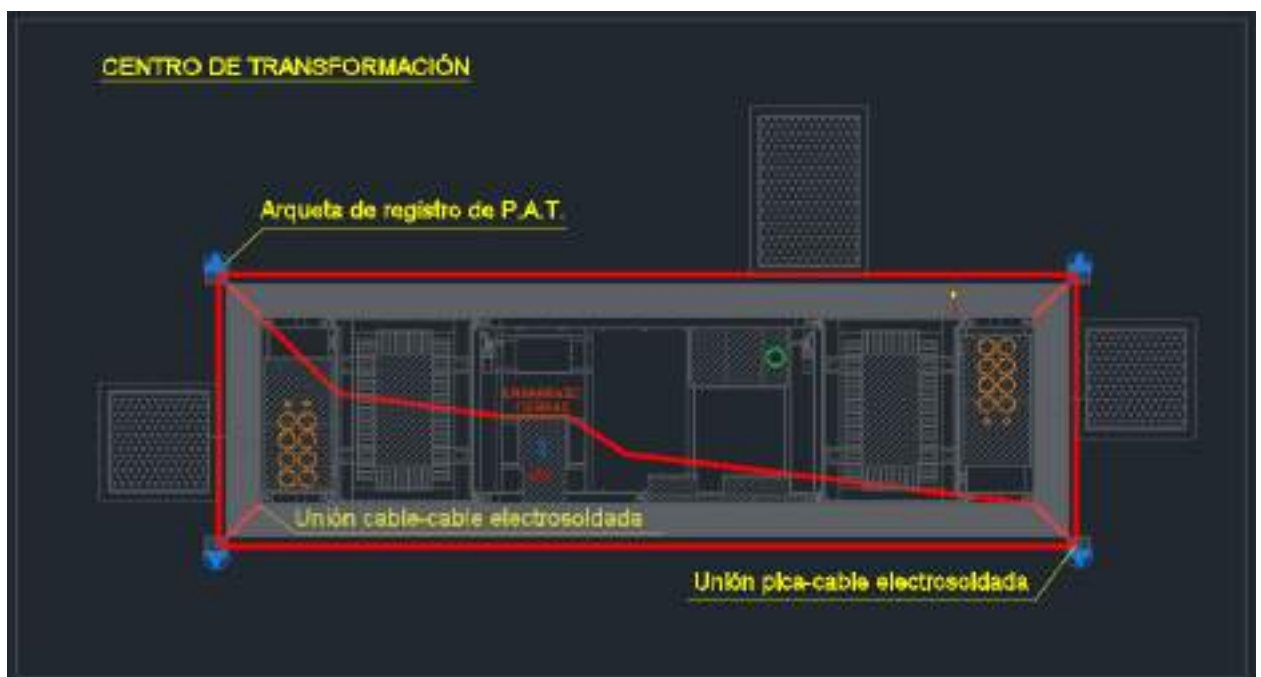 CENTRO DE TRANSFORMACIÓN
Arqueta de registro de P.A.T.
Unión cable-cable electrosoldada
Unión pica-cable electrosoldada